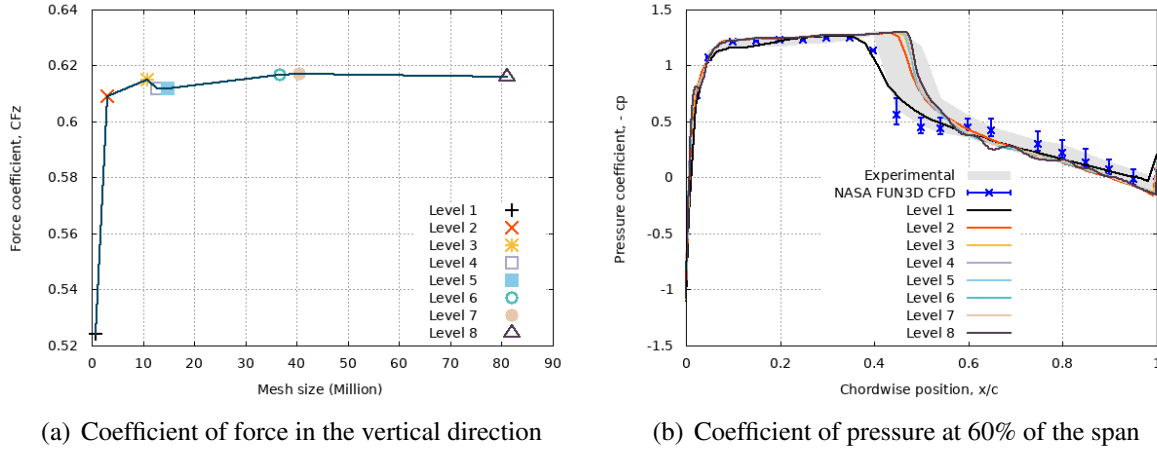 0.64
0.62
0.6
0.58
0.56
0.54
0.52
Force coefficient, CFz
Level 1
Level 2
Level 3
Level 4
Level 5
Level 6
Level 7
Level 8
0 10 20 30 40 50 60 70 80 90
Mesh size (Million)
(a) Coefficient of force in the vertical direction
1.5
1
0.5
0
-0.5
-1
-1.5
Pressure coefficient, - cp
Experimental
NASA FUN3D CFD
Level 1
Level 2
Level 3
Level 4
Level 5
Level 6
Level 7
Level 8
0 0.2 0.4 0.6 0.8 1
Chordwise position, x/c
(b) Coefficient of pressure at 60% of the span